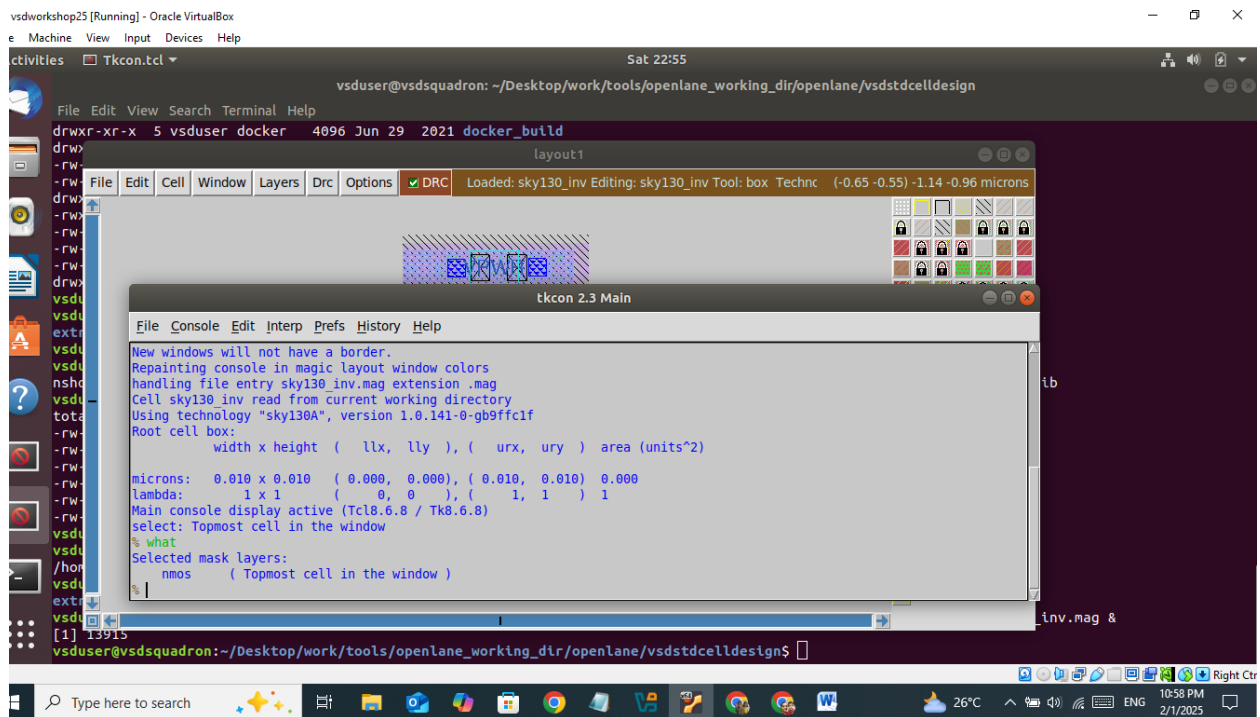 vsdworkshop25 [Running] - Oracle VirtualBox
e Machine View Input Devices Help
ctivities Tkcon.tcl Sat 22:55
vsduser@vsdsquadron: ~/Desktop/work/tools/openlane_working_dir/openlane/vsdstdcelldesign
File Edit View Search Terminal Help
drwxr-xr-x 5 vsduser docker 4096 Jun 29 2021 docker_build
layout1
File Edit Cell Window Layers Drc Options DRC Loaded: sky130_inv Editing: sky130_inv Tool: box Technc (-0.65 -0.55) -1.14 -0.96 microns
tkcon 2.3 Main
File Console Edit Interp Prefs History Help
New windows will not have a border.
Repainting console in magic layout window colors
handling file entry sky130_inv.mag extension .mag
Cell sky130_inv read from current working directory
Using technology "sky130A", version 1.0.141-0-gb9ffc1f
Root cell box:
width x height ( llx, lly ), ( urx, ury ) area (units^2)
microns: 0.010 x 0.010 ( 0.000, 0.000), ( 0.010, 0.010) 0.000
lambda: 1 x 1 ( 0, 0 ), ( 1, 1 ) 1
Main console display active (Tcl8.6.8 / Tk8.6.8)
select: Topmost cell in the window
% what
Selected mask layers:
nmos ( Topmost cell in the window )
%
ib
_inv.mag &
[1] 13915
vsduser@vsdsquadron:~/Desktop/work/tools/openlane_working_dir/openlane/vsdstdcelldesign$
Right Ctr
Type here to search 26°C ENG 10:58 PM
2/1/2025